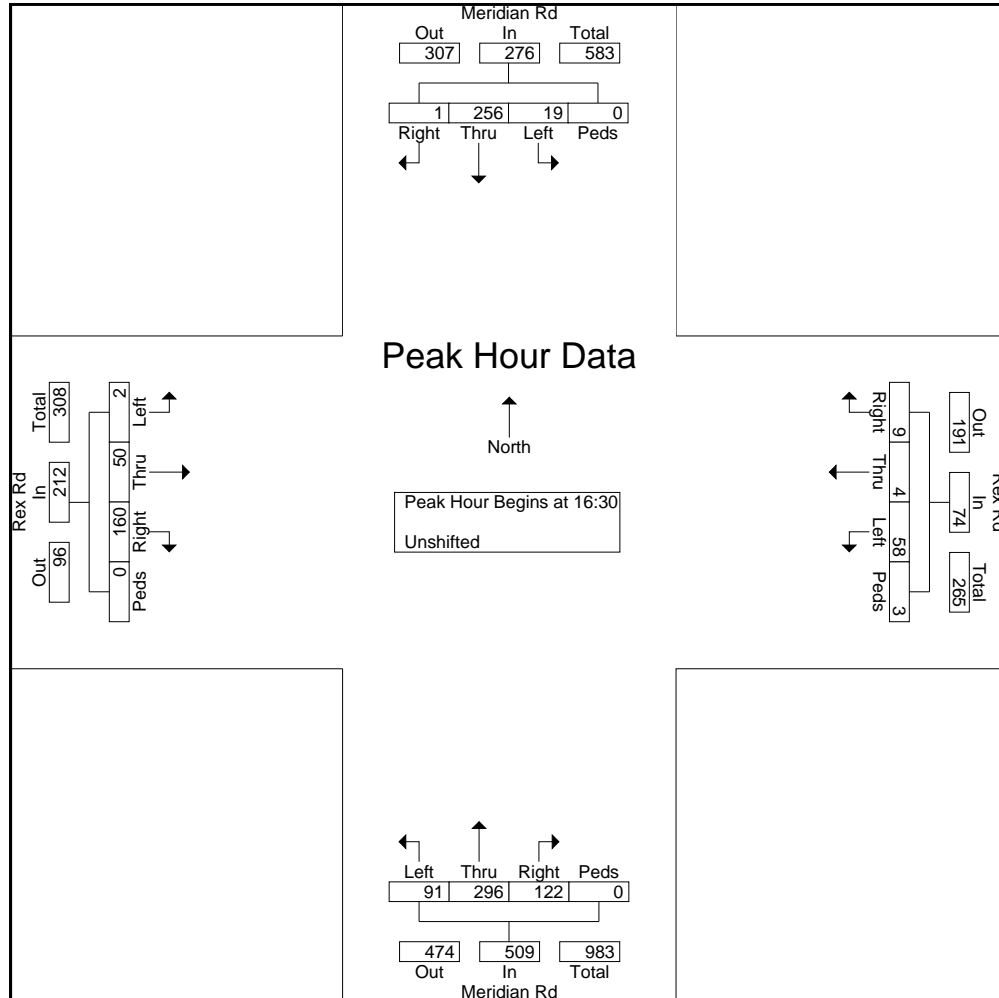 Meridian Rd
Out In Total
307 276 583
1 256 19 0
Right Thru Left Peds
Peak Hour Data
North
Peak Hour Begins at 16:30
Unshifted
Rex Rd
Out In Total
96 212 308
Peds Right Thru Left
0 160 50 2
Rex Rd
Out In Total
191 74 265
Right Thru Left Peds
9 4 58 3
Left Thru Right Peds
91 296 122 0
474 509 983
Out In Total
Meridian Rd